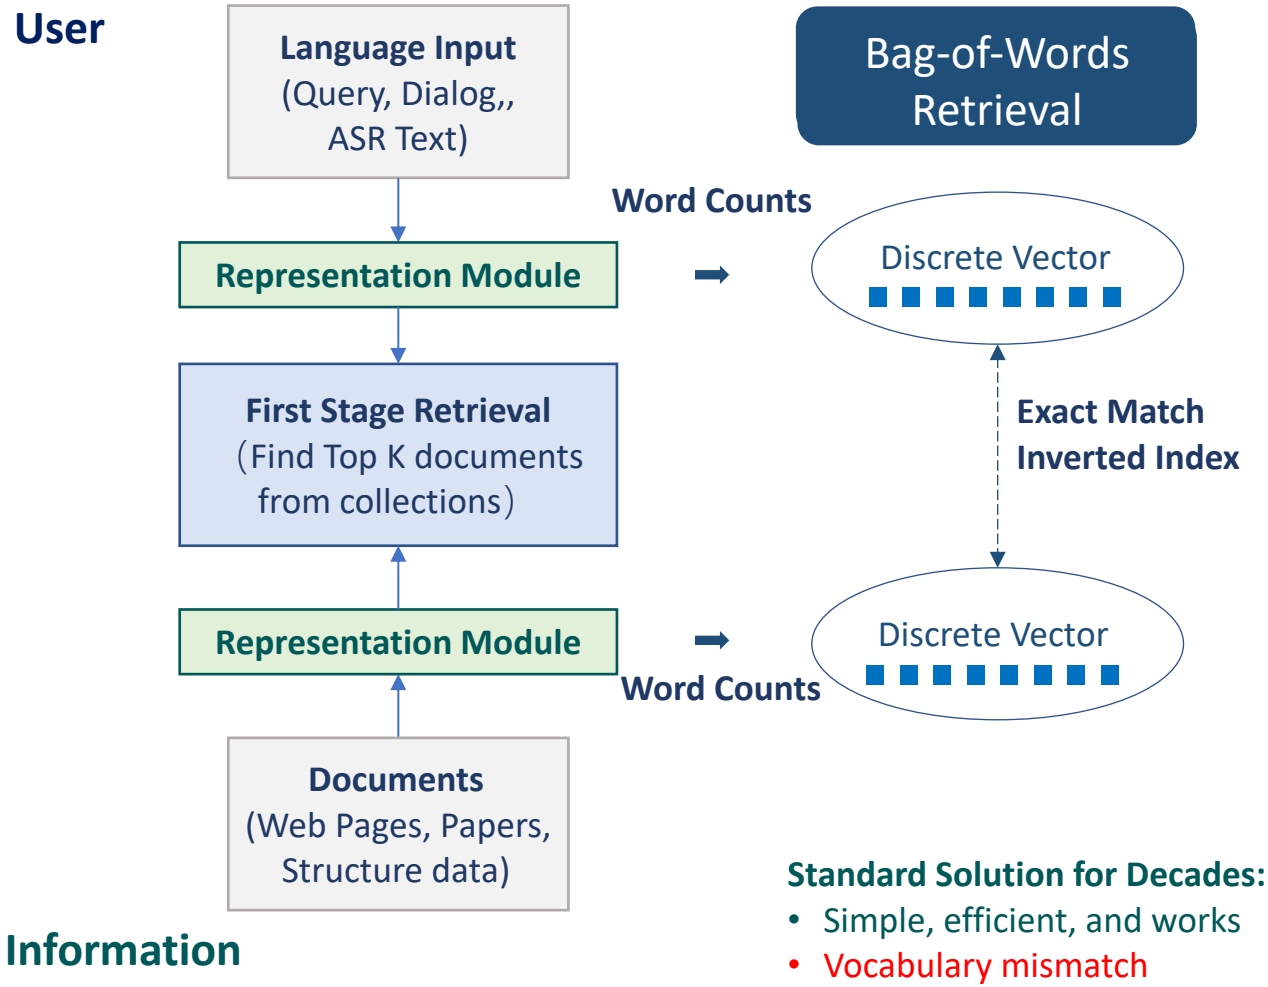 User
Language Input
(Query, Dialog,,
ASR Text)
Bag-of-Words
Retrieval
Word Counts
Representation Module
Discrete Vector
First Stage Retrieval
（Find Top K documents
from collections）
Exact Match
Inverted Index
Representation Module
Word Counts
Discrete Vector
Documents
(Web Pages, Papers,
Structure data)
Information
Standard Solution for Decades:
• Simple, efficient, and works
• Vocabulary mismatch